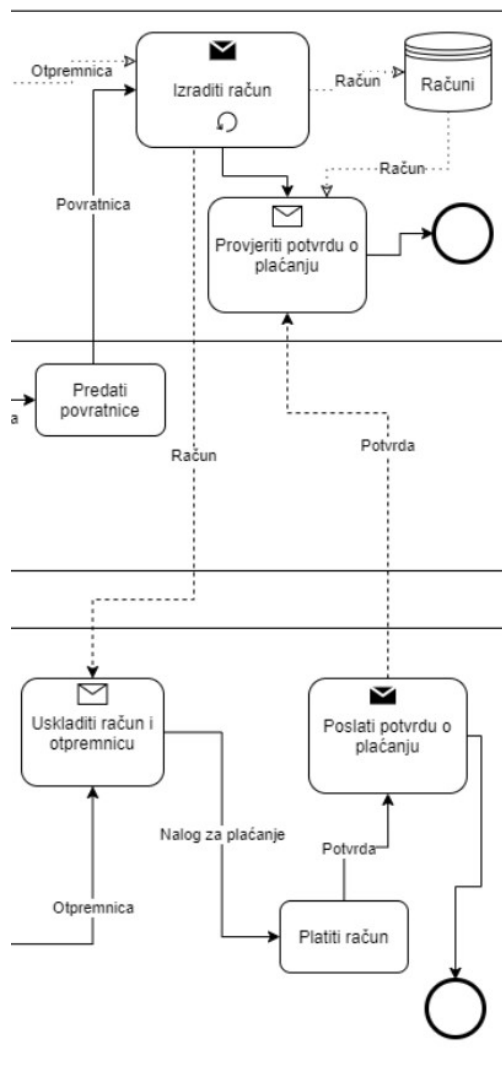 Otpremnica
Izraditi račun
Račun
Računi
Račun
Povratnica
Provjeriti potvrdu o
plaćanju
Predati
povratnice
a
Račun
Potvrda
Uskladiti račun i
otpremnicu
Poslati potvrdu o
plaćanju
Nalog za plaćanje
Potvrda
Otpremnica
Platiti račun